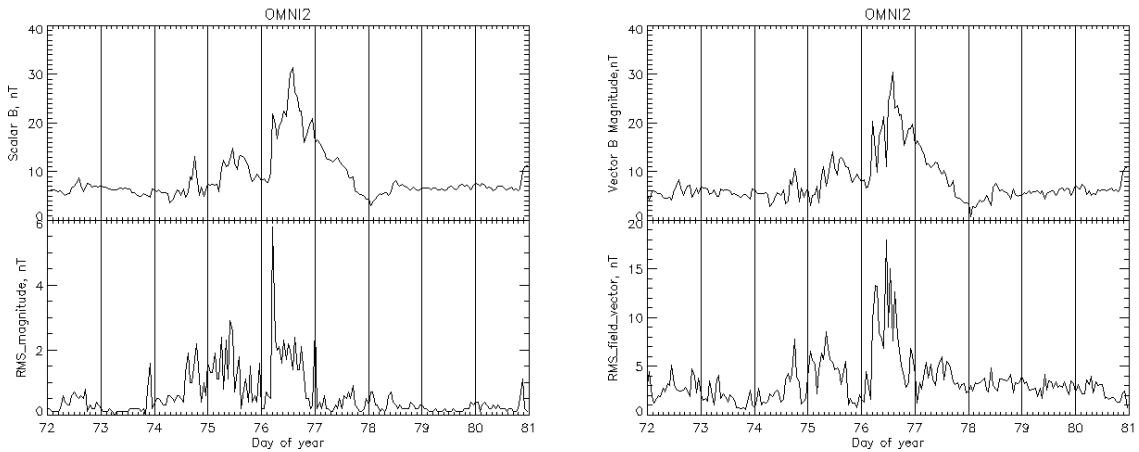 OMNI2
40
30
20
10
0
Scalar B, nT
6
4
2
0
RMS_magnitude, nT
72 73 74 75 76 77 78 79 80 81
Day of year
OMNI2
40
30
20
10
0
Vector B Magnitude,nT
20
15
10
5
0
RMS_field_vector, nT
72 73 74 75 76 77 78 79 80 81
Day of year